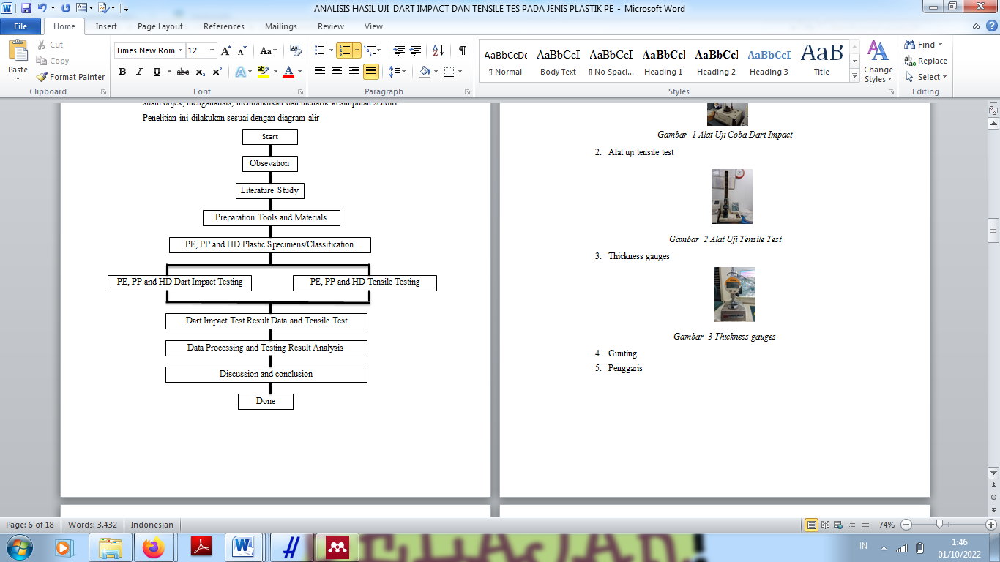 ANALISIS HASIL UJI DART IMPACT DAN TENSILE TES PADA JENIS PLASTIK PE - Microsoft Word
File Home Insert Page Layout References Mailings Review View
Paste
Cut
Copy
Format Painter
Clipboard
Times New Rom 12
Font
Paragraph
AaBbCcDc AaBbCcI AaBbCcI AaBbCcI AaBbCcI AaBbCcI AaB
¶ Normal Body Text ¶ No Spaci... Heading 1 Heading 2 Heading 3 Title
Styles
Change
Styles
Find
Replace
Select
Editing
suatu objek, menganalisis, membukukan dan menarik kesimpulan sendiri.
Penelitian ini dilakukan sesuai dengan diagram alir
Start
Obsevation
Literature Study
Preparation Tools and Materials
PE, PP and HD Plastic Specimens/Classification
PE, PP and HD Dart Impact Testing
PE, PP and HD Tensile Testing
Dart Impact Test Result Data and Tensile Test
Data Processing and Testing Result Analysis
Discussion and conclusion
Done
Gambar 1 Alat Uji Coba Dart Impact
2. Alat uji tensile test
Gambar 2 Alat Uji Tensile Test
3. Thickness gauges
Gambar 3 Thickness gauges
4. Gunting
5. Penggaris
Page: 6 of 18 Words: 3.432 Indonesian
74%
IN
1:46
01/10/2022